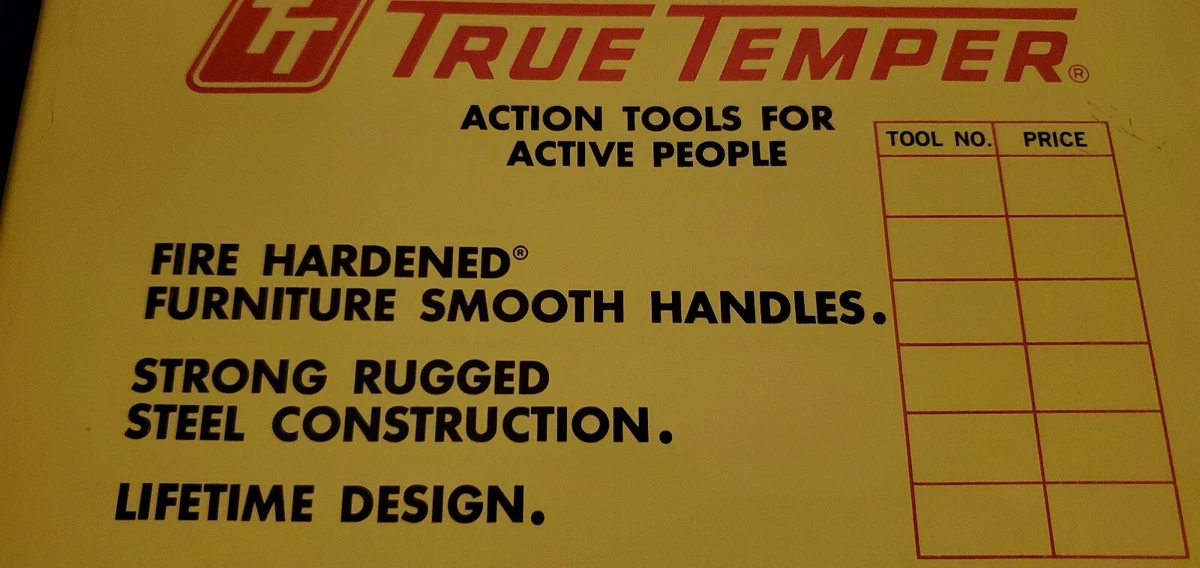 TT TRUE TEMPER®
ACTION TOOLS FOR
ACTIVE PEOPLE
TOOL NO. PRICE
FIRE HARDENED®
FURNITURE SMOOTH HANDLES.
STRONG RUGGED
STEEL CONSTRUCTION.
LIFETIME DESIGN.